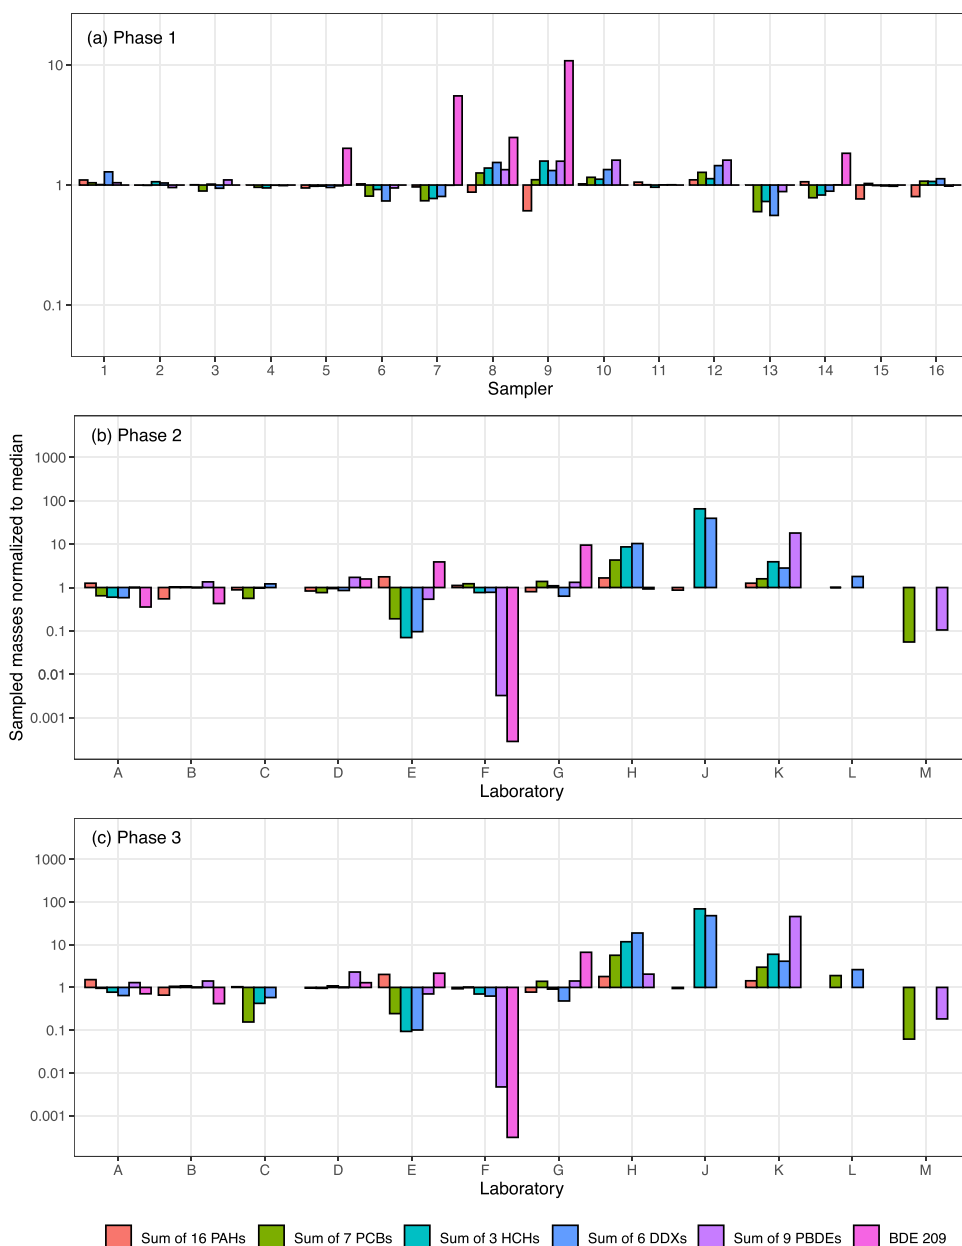 (a) Phase 1
10
1
0.1
1 2 3 4 5 6 7 8 9 10 11 12 13 14 15 16
Sampler
Sampled masses normalized to median
(b) Phase 2
1000
100
10
1
0.1
0.01
0.001
A B C D E F G H J K L M
Laboratory
(c) Phase 3
1000
100
10
1
0.1
0.01
0.001
A B C D E F G H J K L M
Laboratory
Sum of 16 PAHs Sum of 7 PCBs Sum of 3 HCHs Sum of 6 DDXs Sum of 9 PBDEs BDE 209